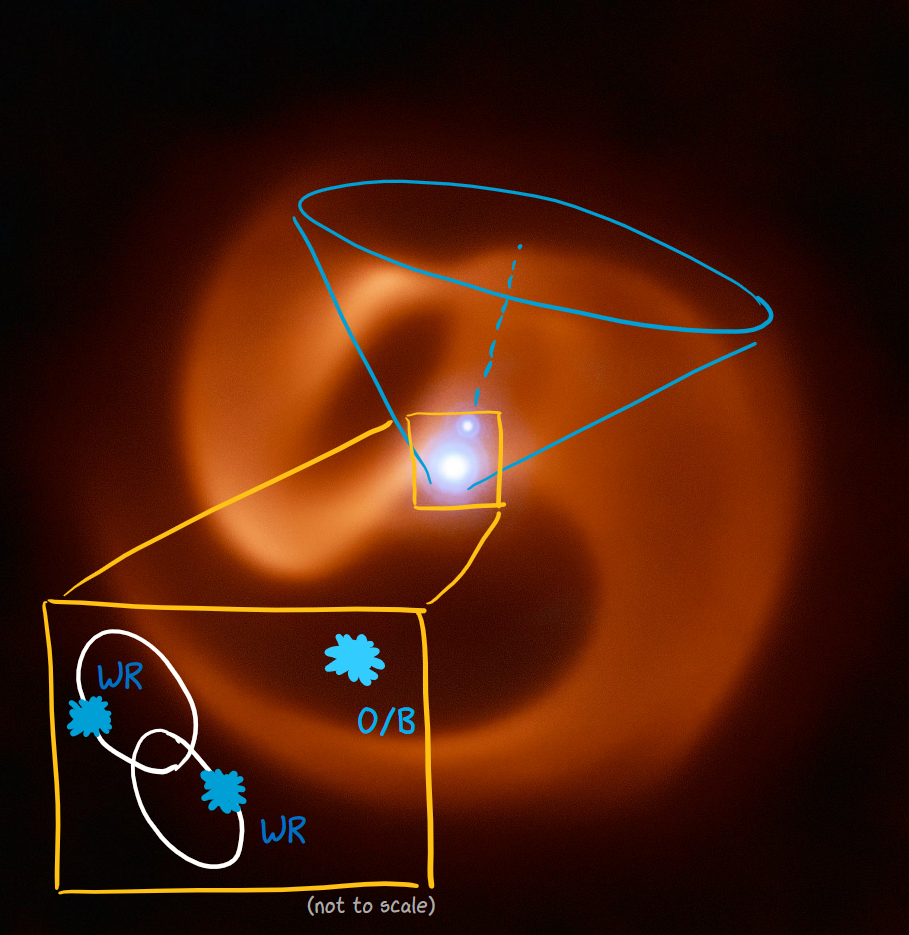 WR
O/B
WR
(not to scale)